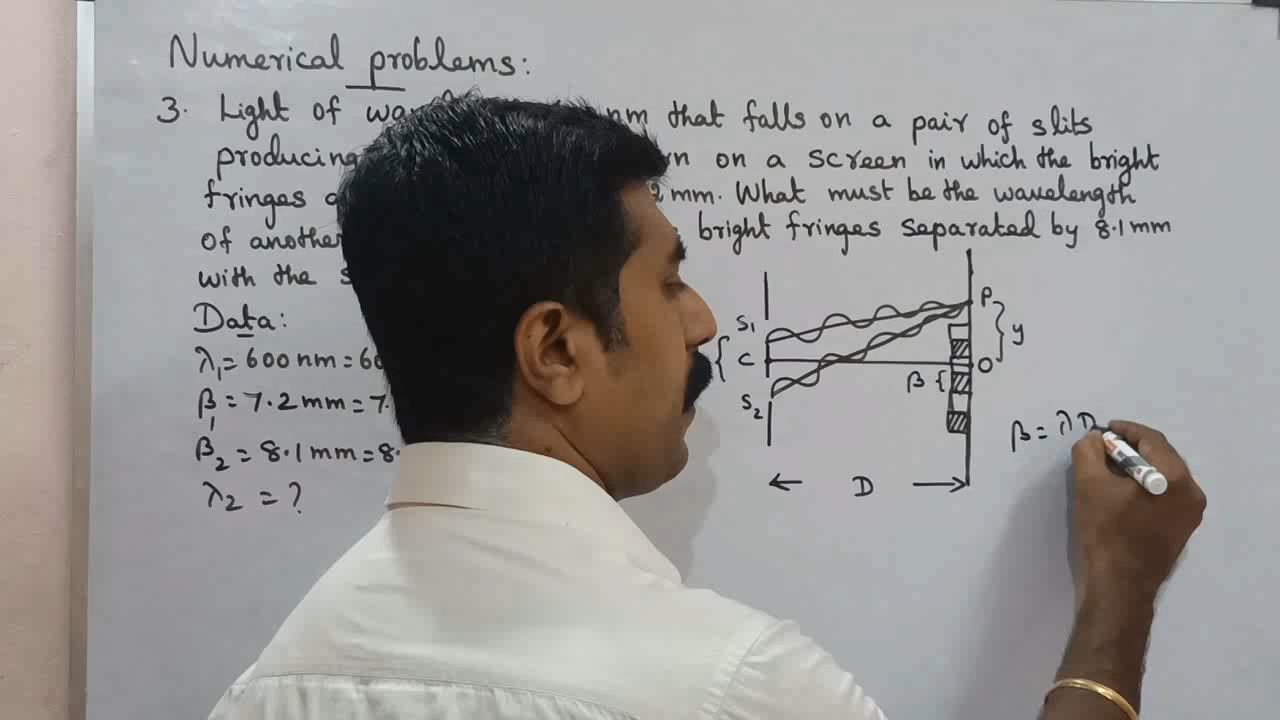 Numerical problems:
3. Light of nm that falls on a pair of slits
producing on a screen in which the bright
fringes mm. What must be the wavelength
of another bright fringes separated by 8.1 mm
with the
Data:
λ₁ = 600 nm =
β₁ = 7.2 mm = 7.
β₂ = 8.1 mm = 8.
λ₂ = ?
S₁
C
S₂
P
y
O
β
D
β = λD